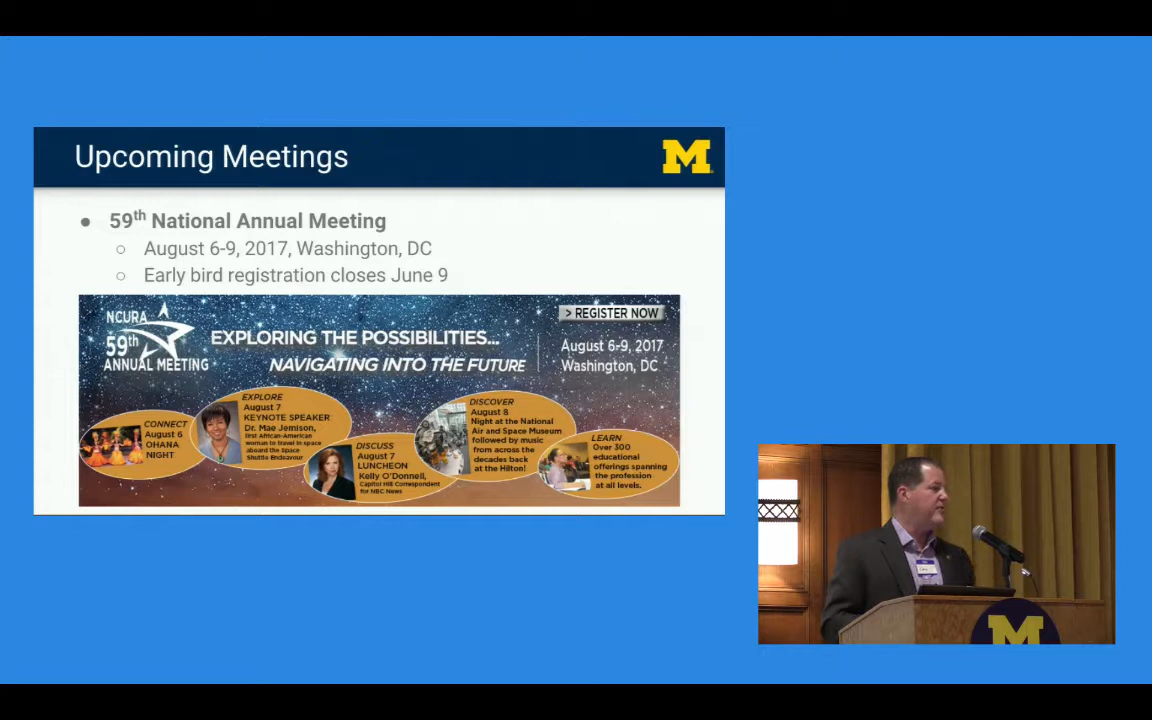 Upcoming Meetings
M
59th National Annual Meeting
August 6-9, 2017, Washington, DC
Early bird registration closes June 9
NCURA
59th
ANNUAL MEETING
EXPLORING THE POSSIBILITIES...
NAVIGATING INTO THE FUTURE
> REGISTER NOW
August 6-9, 2017
Washington, DC
CONNECT
August 6
OHANA
NIGHT
EXPLORE
August 7
KEYNOTE SPEAKER
Dr. Mae Jemison,
first African-American
woman to travel in space
aboard the Space
Shuttle Endeavour
DISCUSS
August 7
LUNCHEON
Kelly O'Donnell,
Capitol Hill Correspondent
for NBC News
DISCOVER
August 8
Night at the National
Air and Space Museum
followed by music
from across the
decades back
at the Hilton!
LEARN
Over 300
educational
offerings spanning
the profession
at all levels.
M